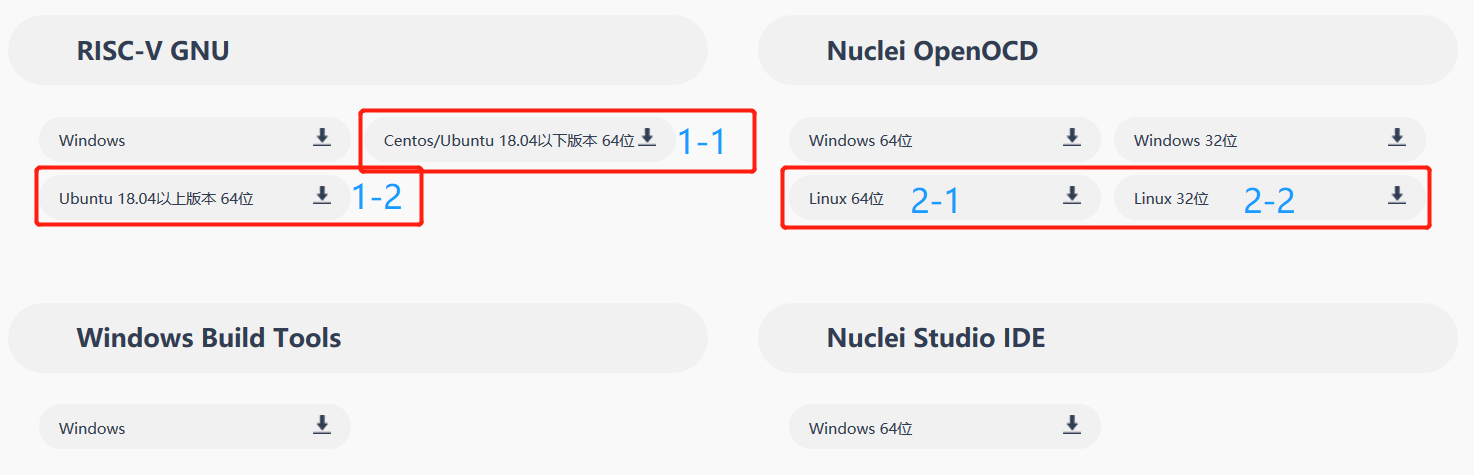 RISC-V GNU
Windows
Centos/Ubuntu 18.04以下版本 64位
1-1
Ubuntu 18.04以上版本 64位
1-2
Nuclei OpenOCD
Windows 64位
Windows 32位
Linux 64位
2-1
Linux 32位
2-2
Windows Build Tools
Windows
Nuclei Studio IDE
Windows 64位